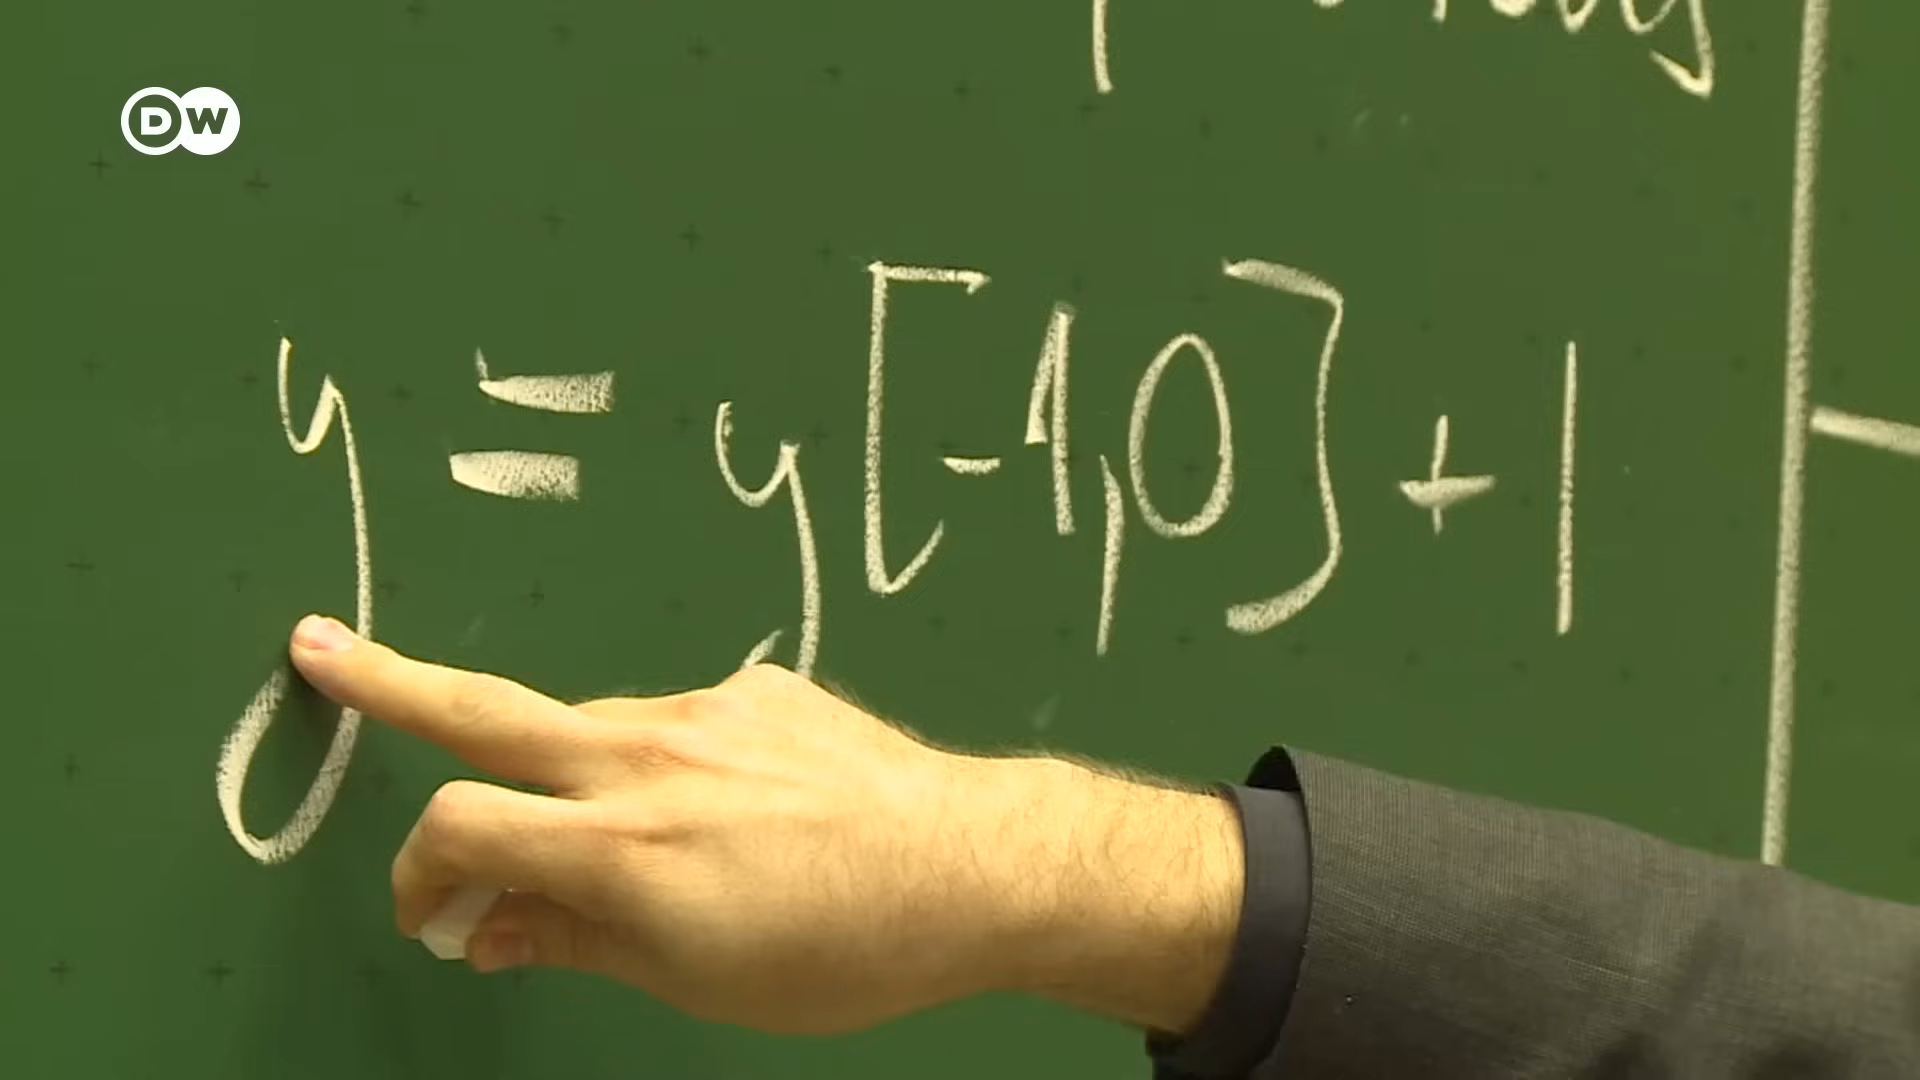 DW
y = y[-1,0] + 1